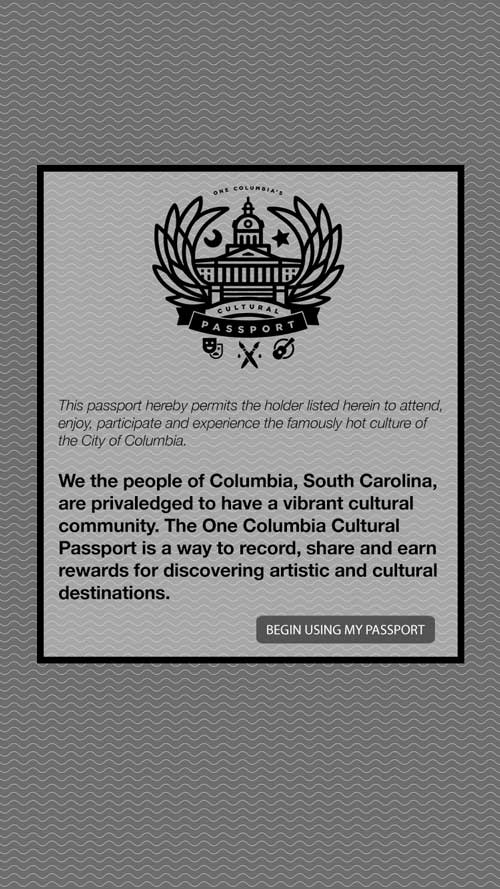 ONE COLUMBIA'S
CULTURAL
PASSPORT
This passport hereby permits the holder listed herein to attend,
enjoy, participate and experience the famously hot culture of
the City of Columbia.
We the people of Columbia, South Carolina,
are privaledged to have a vibrant cultural
community. The One Columbia Cultural
Passport is a way to record, share and earn
rewards for discovering artistic and cultural
destinations.
BEGIN USING MY PASSPORT